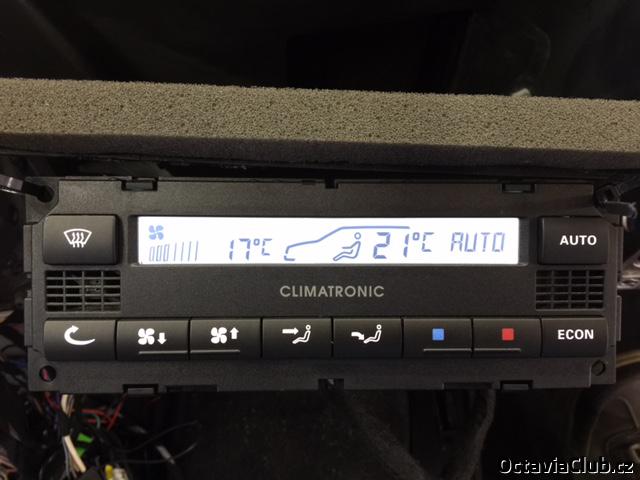 17°C 21°C AUTO
AUTO
CLIMATRONIC
ECON
OctaviaClub.cz